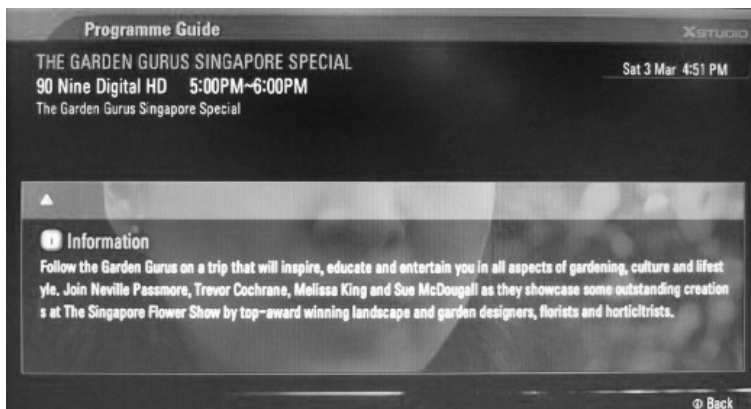 Programme Guide
XSTUDIO
THE GARDEN GURUS SINGAPORE SPECIAL
Sat 3 Mar 4:51 PM
90 Nine Digital HD 5:00PM~6:00PM
The Garden Gurus Singapore Special
Information
Follow the Garden Gurus on a trip that will inspire, educate and entertain you in all aspects of gardening, culture and lifest
yle. Join Neville Passmore, Trevor Cochrane, Melissa King and Sue McDougall as they showcase some outstanding creation
s at The Singapore Flower Show by top-award winning landscape and garden designers, florists and horticltrists.
Back